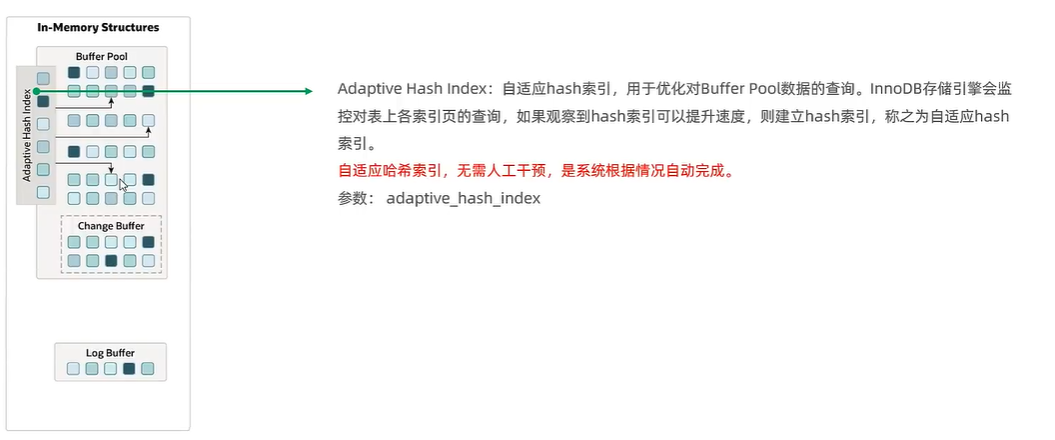 In-Memory Structures
Buffer Pool
Adaptive Hash Index
Change Buffer
Log Buffer
Adaptive Hash Index：自适应hash索引，用于优化对Buffer Pool数据的查询。InnoDB存储引擎会监
控对表上各索引页的查询，如果观察到hash索引可以提升速度，则建立hash索引，称之为自适应hash
索引。
自适应哈希索引，无需人工干预，是系统根据情况自动完成。
参数： adaptive_hash_index